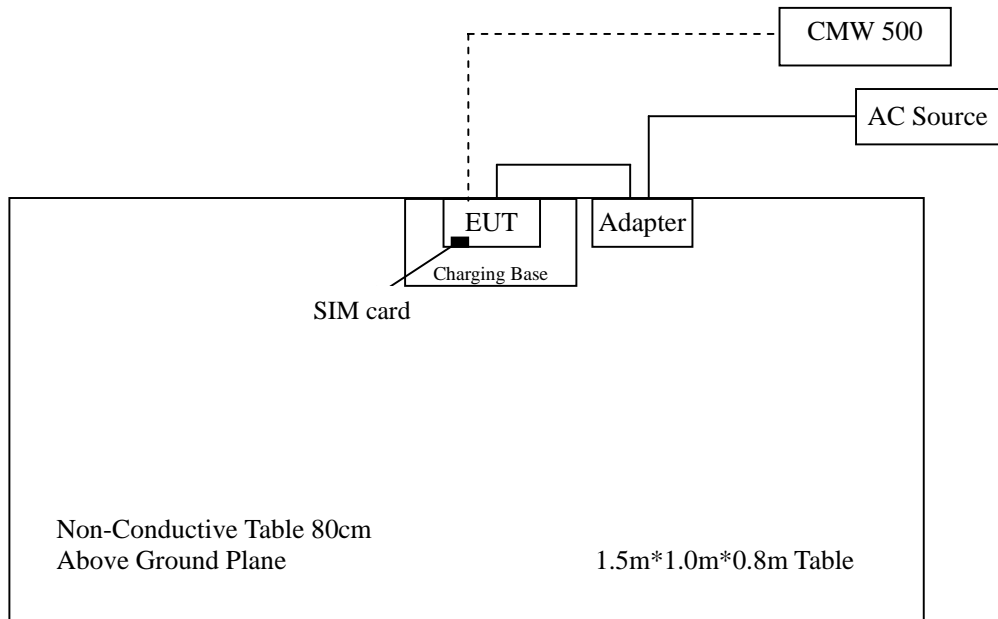 CMW 500
AC Source
EUT
Adapter
Charging Base
SIM card
Non-Conductive Table 80cm
Above Ground Plane
1.5m*1.0m*0.8m Table